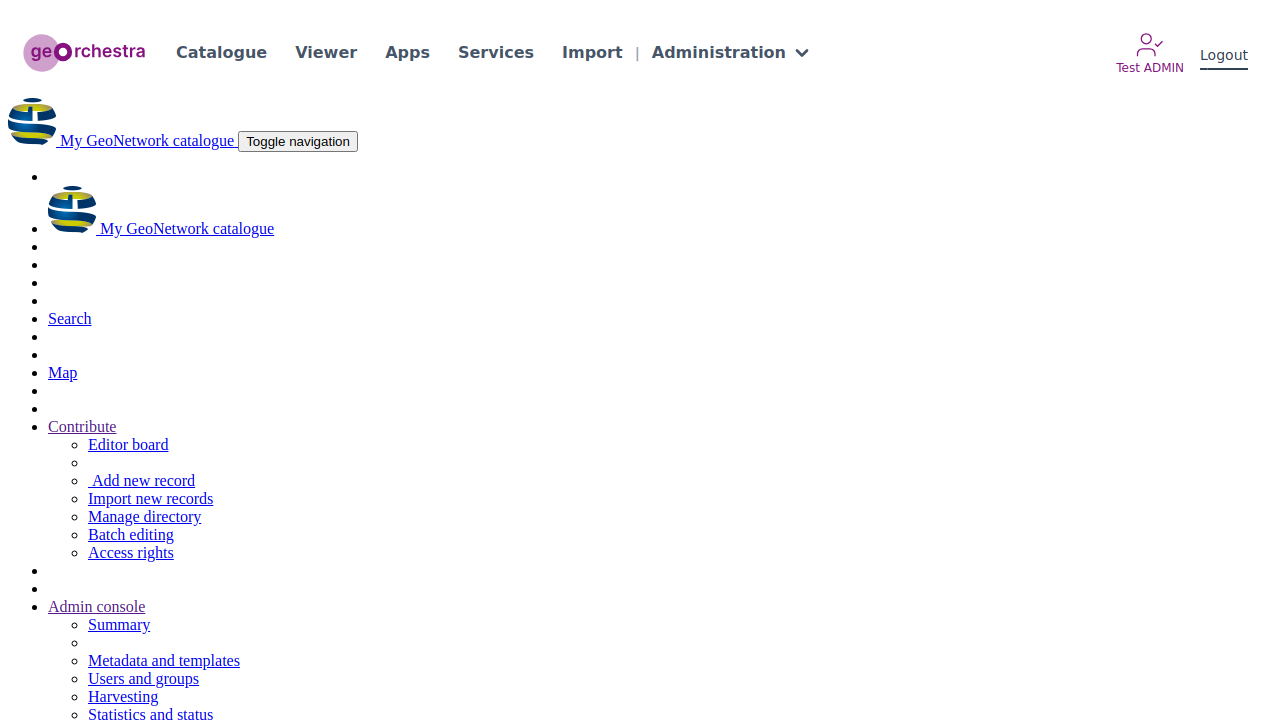 georchestra Catalogue Viewer Apps Services Import | Administration Test ADMIN Logout
My GeoNetwork catalogue Toggle navigation
My GeoNetwork catalogue
Search
Map
Contribute
Editor board
Add new record
Import new records
Manage directory
Batch editing
Access rights
Admin console
Summary
Metadata and templates
Users and groups
Harvesting
Statistics and status